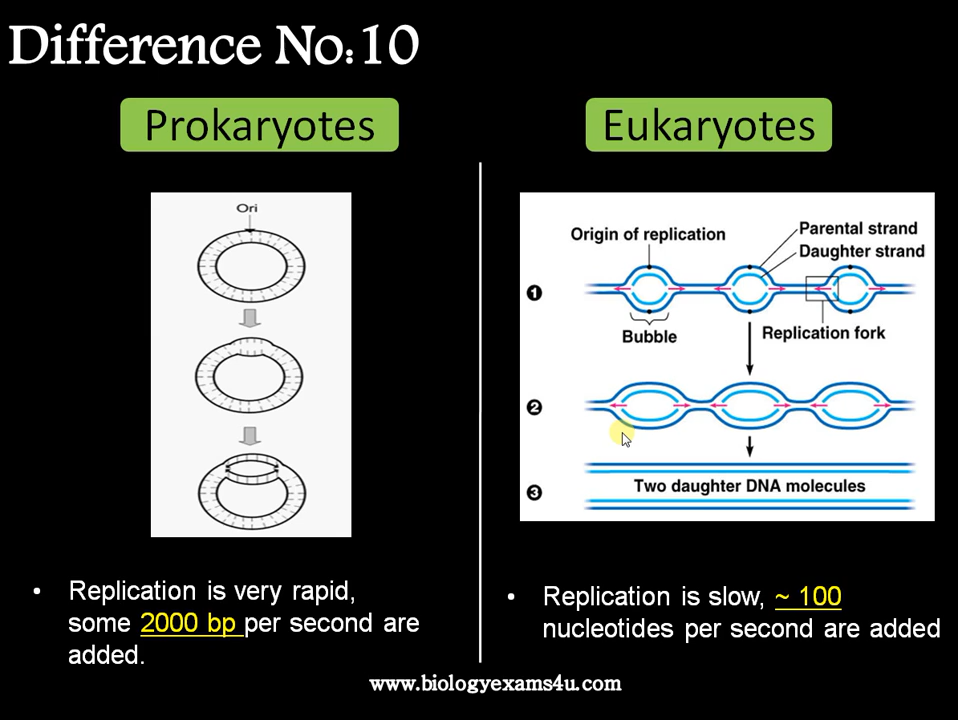 Difference No:10
Prokaryotes
Eukaryotes
Ori
Origin of replication
Parental strand
Daughter strand
1
Bubble
Replication fork
2
3
Two daughter DNA molecules
• Replication is very rapid,
some 2000 bp per second are
added.
• Replication is slow, ~ 100
nucleotides per second are added
www.biologyexams4u.com